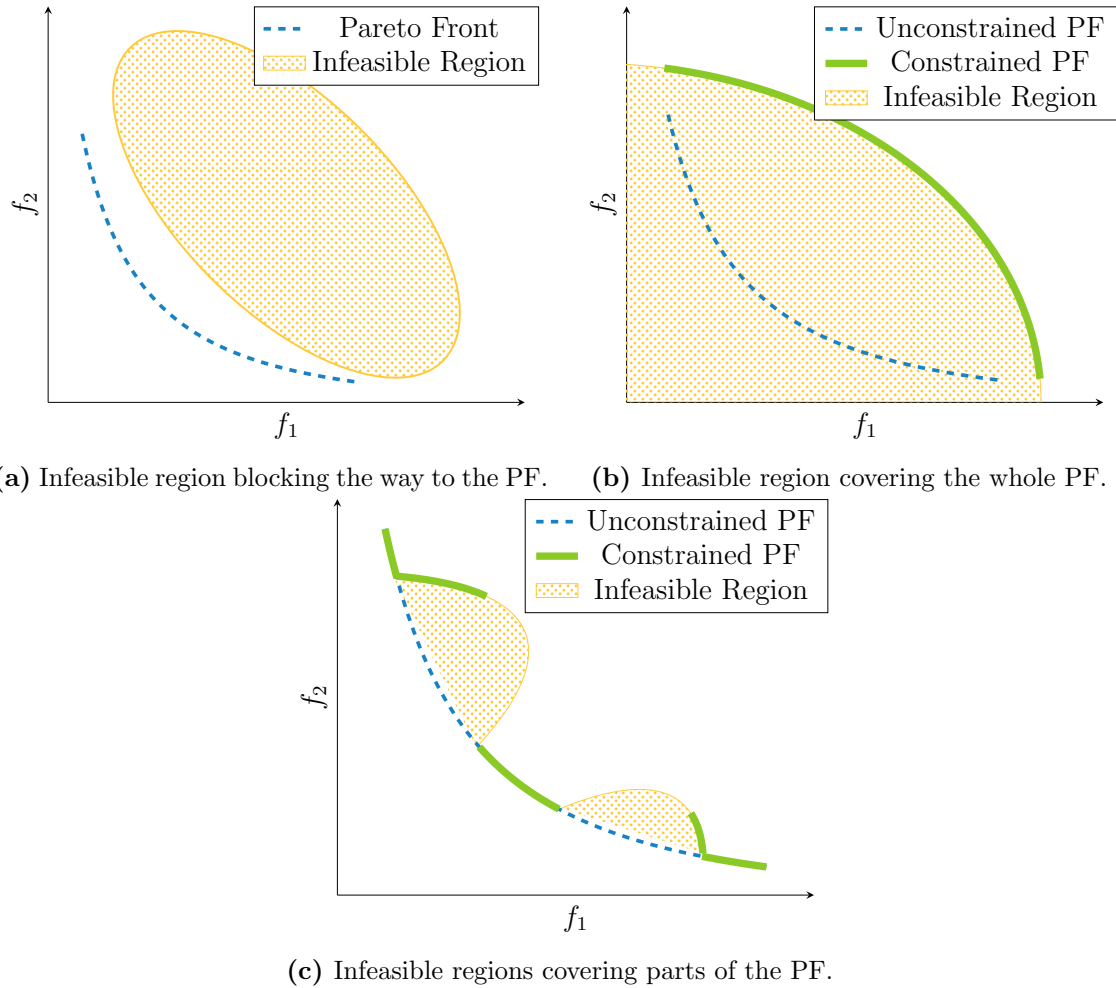 Pareto Front
Infeasible Region
f2
f1
Unconstrained PF
Constrained PF
Infeasible Region
f2
f1
(a) Infeasible region blocking the way to the PF.
(b) Infeasible region covering the whole PF.
Unconstrained PF
Constrained PF
Infeasible Region
f2
f1
(c) Infeasible regions covering parts of the PF.